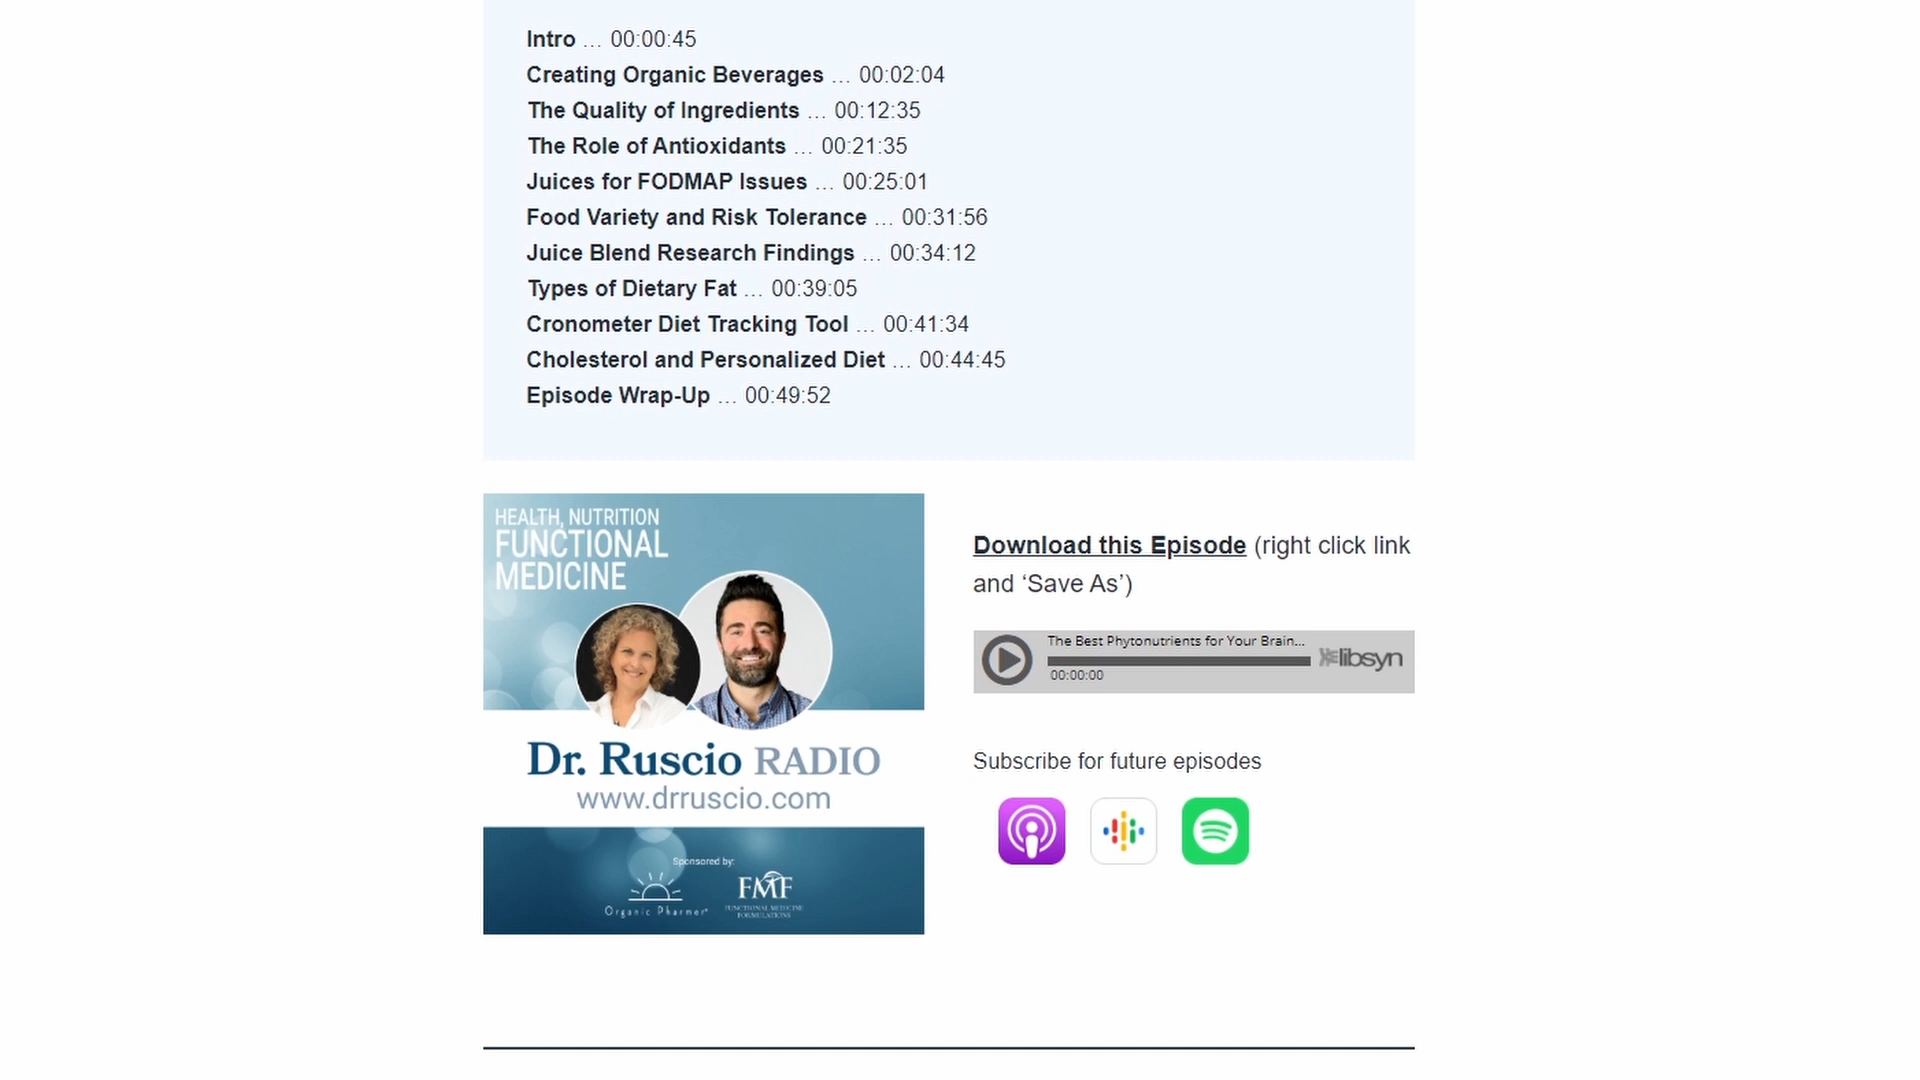 Intro … 00:00:45
Creating Organic Beverages … 00:02:04
The Quality of Ingredients … 00:12:35
The Role of Antioxidants … 00:21:35
Juices for FODMAP Issues … 00:25:01
Food Variety and Risk Tolerance … 00:31:56
Juice Blend Research Findings … 00:34:12
Types of Dietary Fat … 00:39:05
Cronometer Diet Tracking Tool … 00:41:34
Cholesterol and Personalized Diet … 00:44:45
Episode Wrap-Up … 00:49:52
HEALTH, NUTRITION
FUNCTIONAL
MEDICINE
Dr. Ruscio RADIO
www.drruscio.com
Sponsored by:
Organic Pharmer
FMF
FUNCTIONAL MEDICINE
FORMULATIONS
Download this Episode (right click link
and ‘Save As’)
The Best Phytonutrients for Your Brain...
libsyn
00:00:00
Subscribe for future episodes